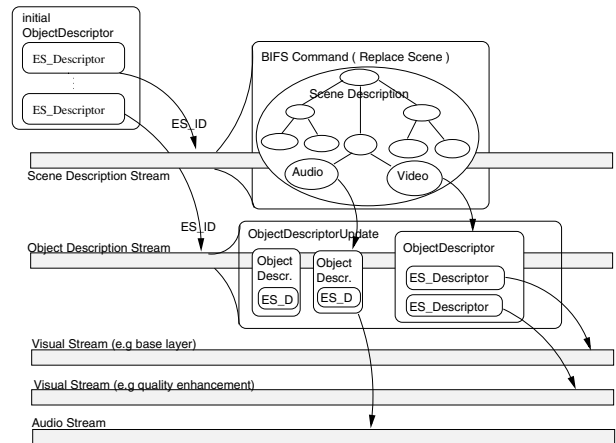 initial
ObjectDescriptor
ES_Descriptor
ES_Descriptor
ES_ID
BIFS Command ( Replace Scene )
Scene Description
Audio
Video
Scene Description Stream
ES_ID
ObjectDescriptorUpdate
Object Description Stream
Object
Descr.
ES_D
Object
Descr.
ES_D
ObjectDescriptor
ES_Descriptor
ES_Descriptor
Visual Stream (e.g base layer)
Visual Stream (e.g quality enhancement)
Audio Stream